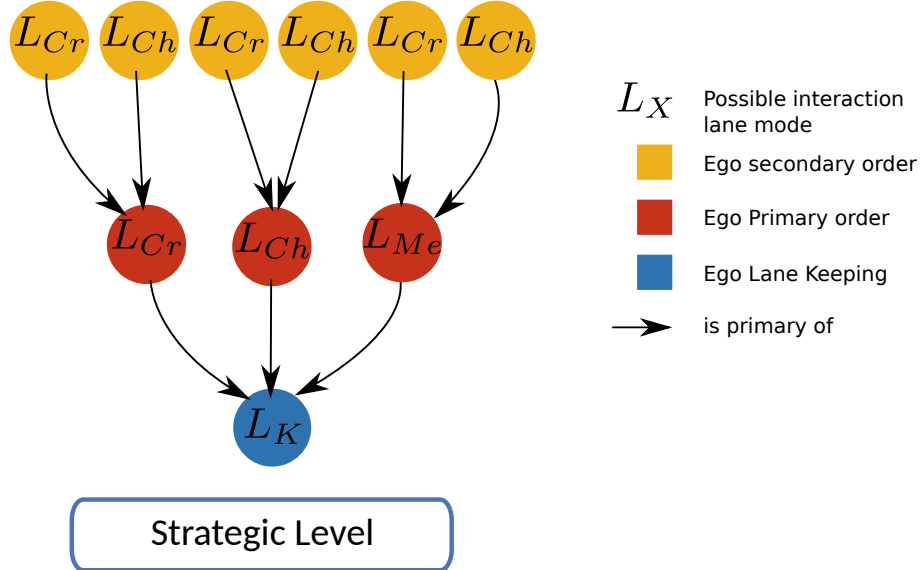 L_Cr L_Ch L_Cr L_Ch L_Cr L_Ch
L_X Possible interaction
lane mode
Ego secondary order
L_Cr L_Ch L_Me
Ego Primary order
Ego Lane Keeping
is primary of
L_K
Strategic Level